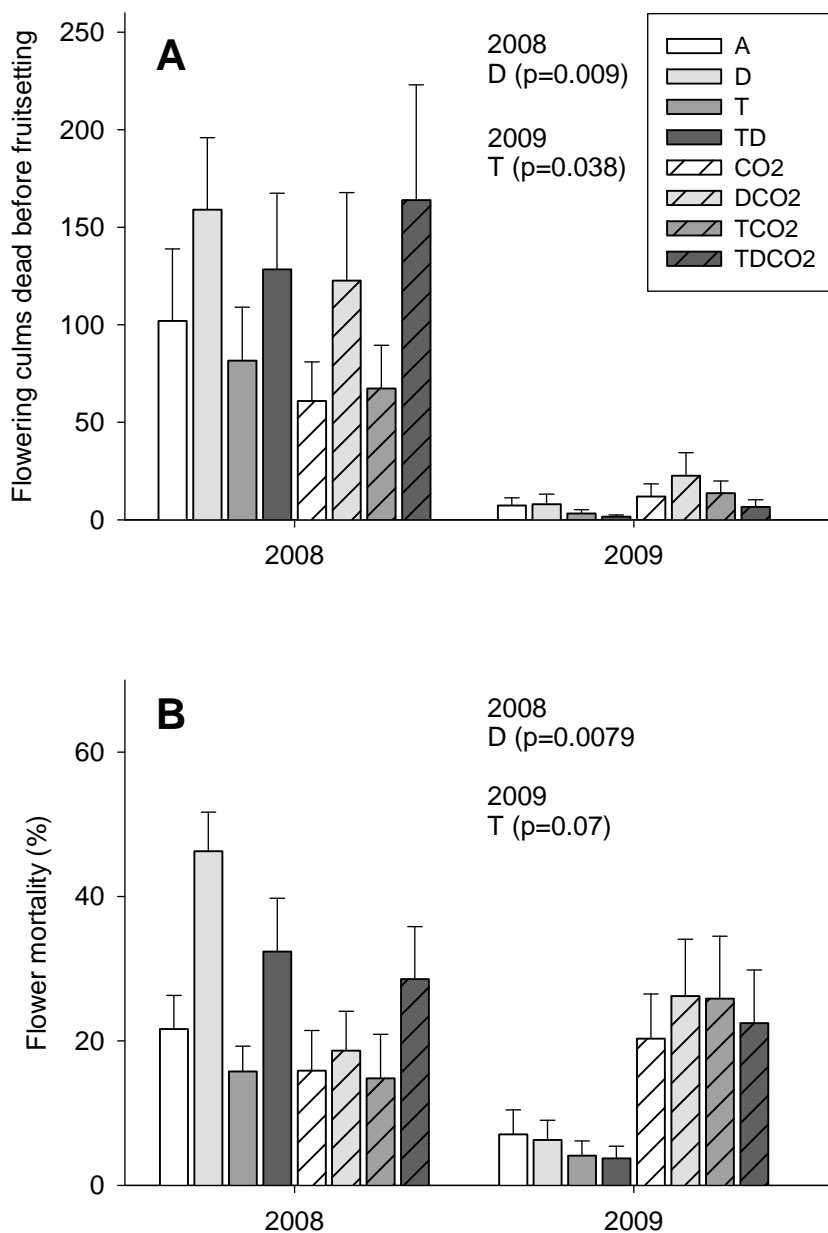 Flowering culms dead before fruitsetting
250
200
150
100
50
0
A
2008
D (p=0.009)
2009
T (p=0.038)
A
D
T
TD
CO2
DCO2
TCO2
TDCO2
2008
2009
Flower mortality (%)
60
40
20
0
B
2008
D (p=0.0079
2009
T (p=0.07)
2008
2009